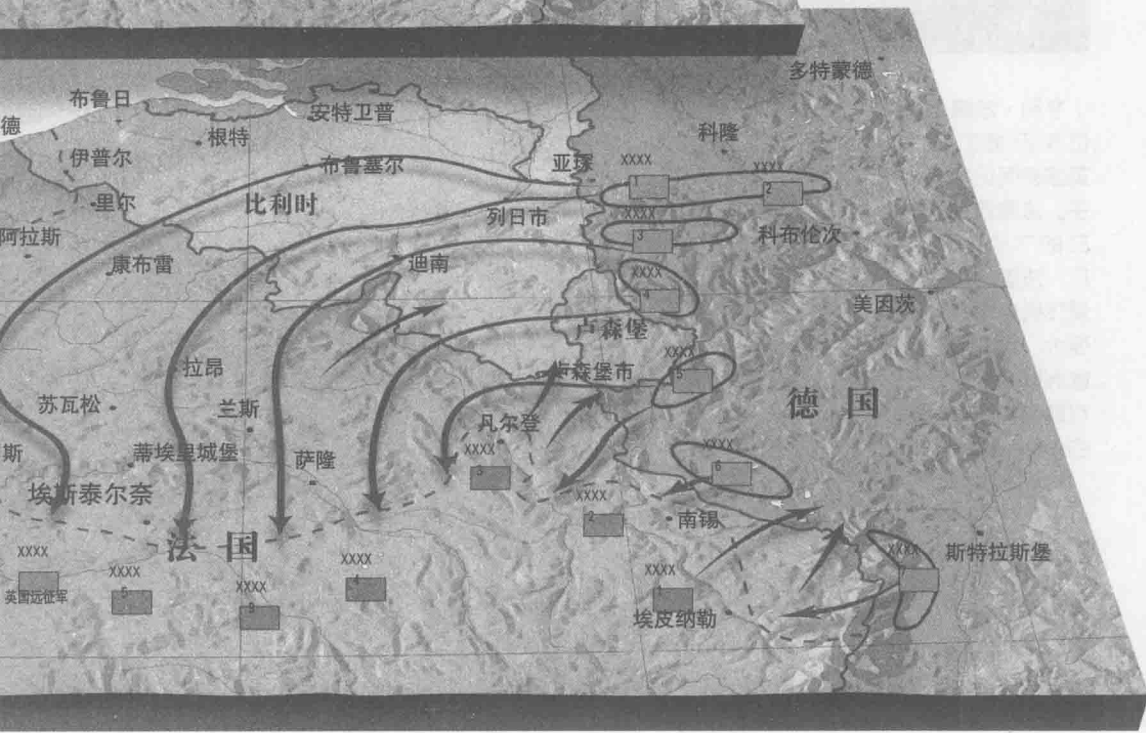 多特蒙德
布鲁日
安特卫普
德
根特
科隆
伊普尔
XXXX
XXXX
布鲁塞尔
亚琛
1
2
里尔
比利时
XXXX
列日市
阿拉斯
3
科布伦次
康布雷
迪南
XXXX
4
美因茨
卢森堡
XXXX
拉昂
卢森堡市
5
苏瓦松
兰斯
德国
凡尔登
斯
蒂埃里城堡
萨隆
XXXX
3
XXXX
6
埃斯泰尔奈
XXXX
2
南锡
法国
XXXX
XXXX
斯特拉斯堡
XXXX
XXXX
XXXX
XXXX
4
5
英国远征军
9
1
埃皮纳勒